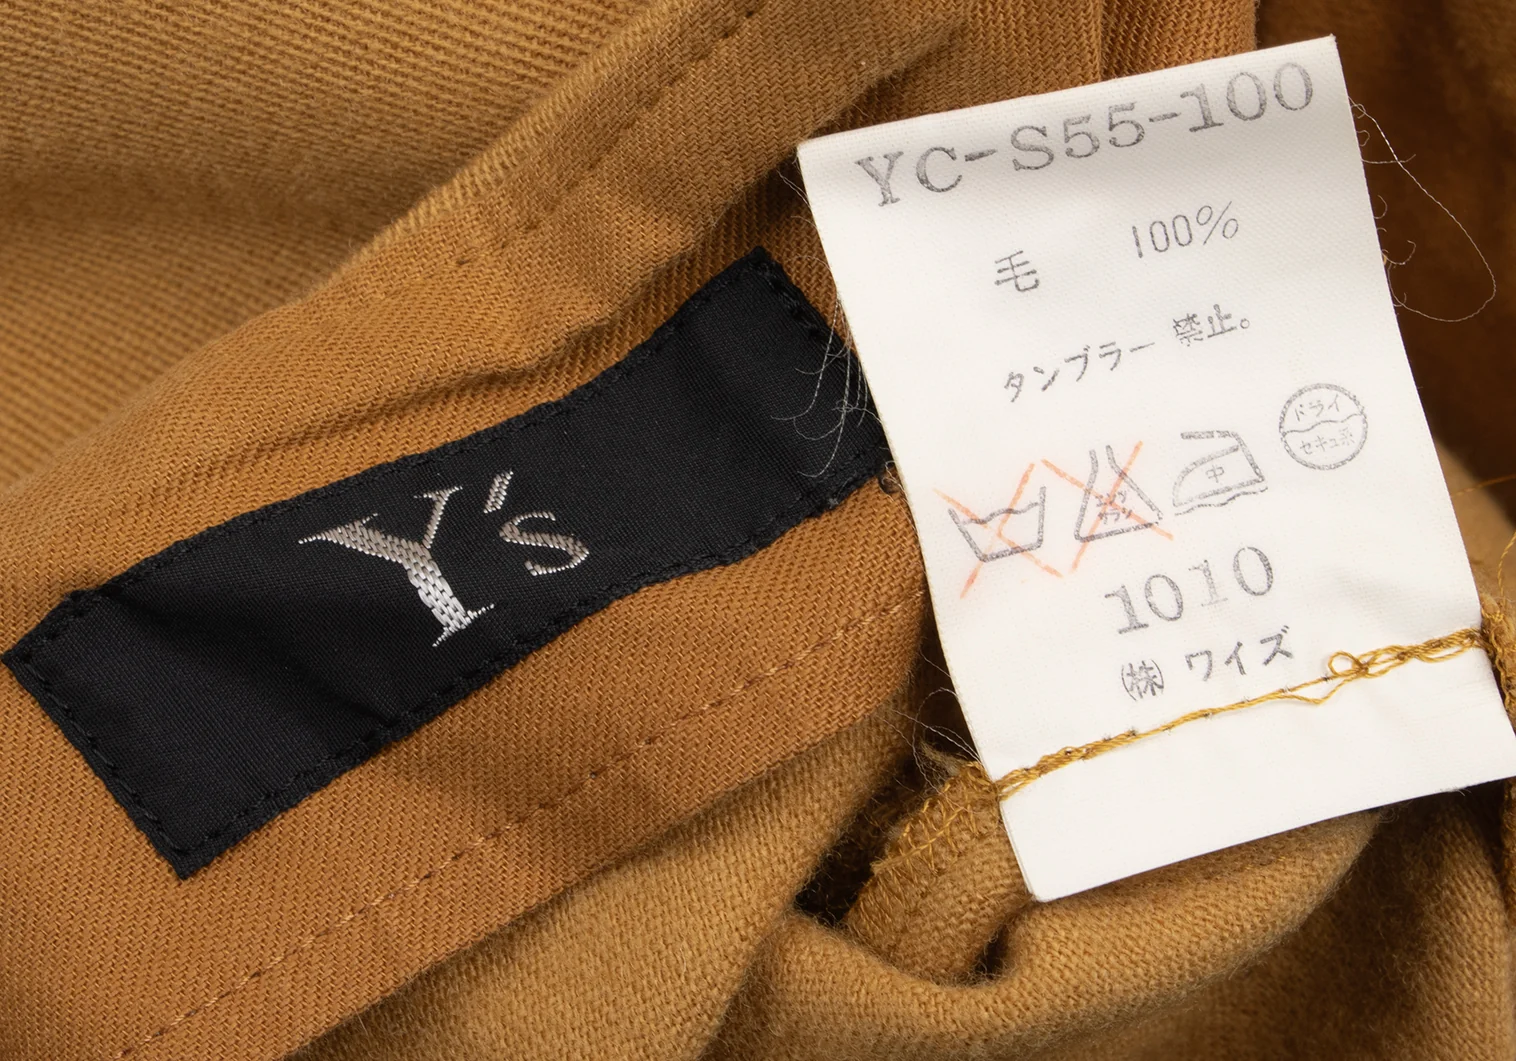 Y's
YC-S55-100
毛 100%
タンブラー 禁止。
中
ドライ
セキュ系
1010
㈱ ワイズ